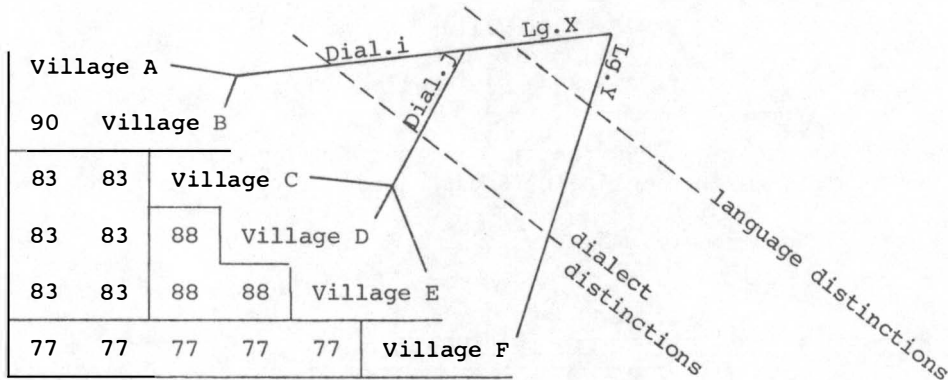 Lg.X
Dial.i
Lg.Y
Village A
Dial.j
90 Village B
83 83 Village C
language distinctions
83 83 88 Village D
dialect
distinctions
83 83 88 88 Village E
77 77 77 77 77 Village F